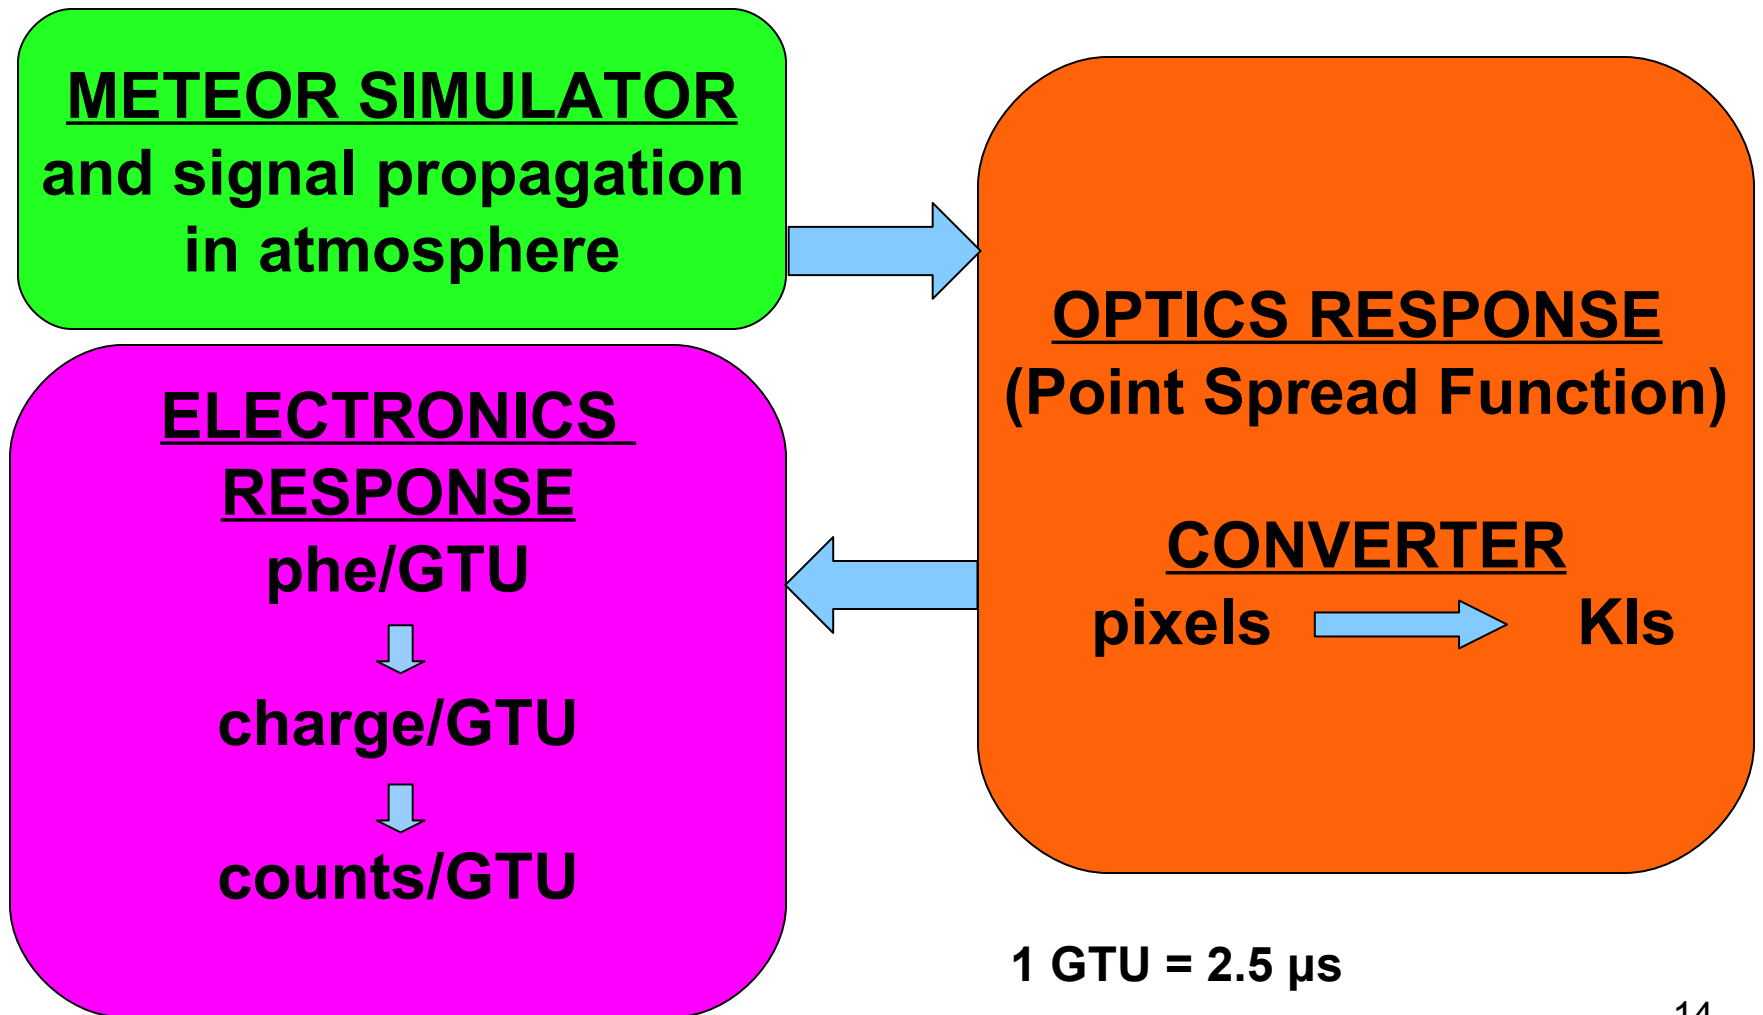 METEOR SIMULATOR
and signal propagation
in atmosphere
OPTICS RESPONSE
(Point Spread Function)
CONVERTER
pixels KIs
ELECTRONICS
RESPONSE
phe/GTU
charge/GTU
counts/GTU
1 GTU = 2.5 µs
14